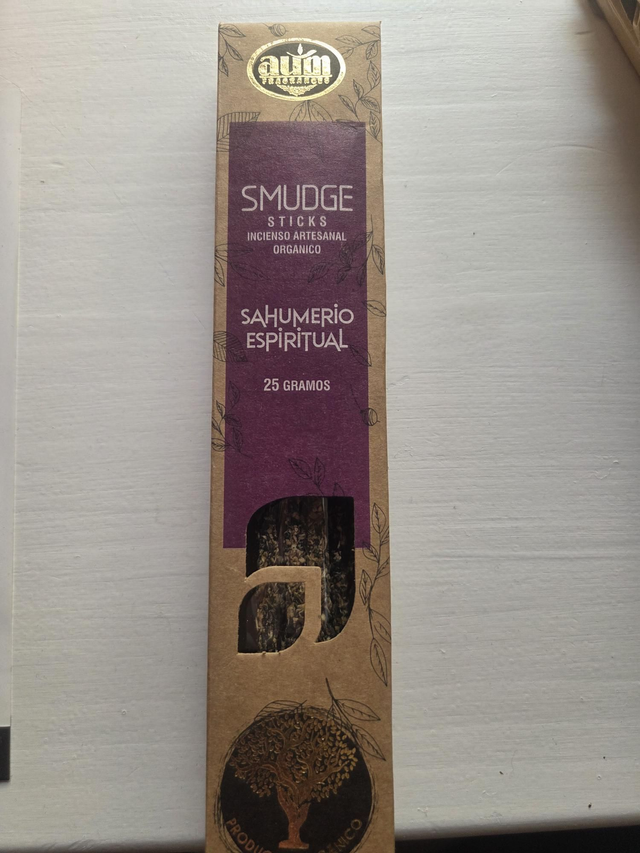 aum
FRAGRANCES
SMUDGE
STICKS
INCIENSO ARTESANAL
ORGANICO
SAHUMERIO
ESPIRITUAL
25 GRAMOS